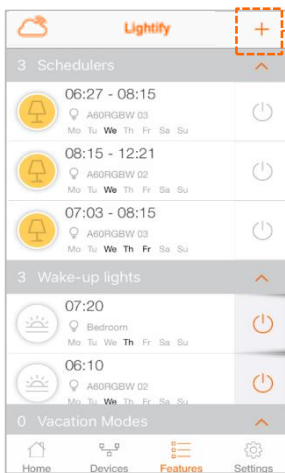 Lightify
+
3 Schedulers
06:27 - 08:15
A60RGBW 03
Mo Tu We Th Fr Sa Su
08:15 - 12:21
A60RGBW 02
Mo Tu We Th Fr Sa Su
07:03 - 08:15
A60RGBW 03
Mo Tu We Th Fr Sa Su
3 Wake-up lights
07:20
Bedroom
Mo Tu We Th Fr Sa Su
06:10
A60RGBW 02
Mo Tu We Th Fr Sa Su
0 Vacation Modes
Home Devices Features Settings